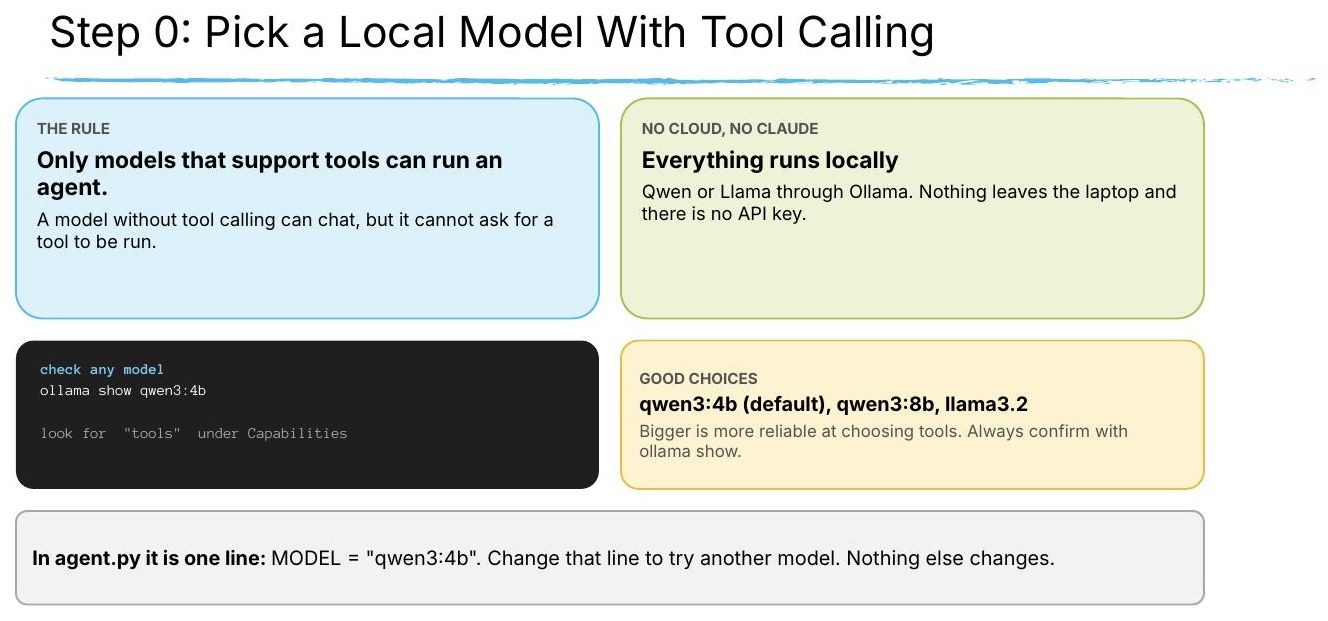 Step 0: Pick a Local Model With Tool Calling
THE RULE
Only models that support tools can run an
agent.
A model without tool calling can chat, but it cannot ask for a
tool to be run.
NO CLOUD, NO CLAUDE
Everything runs locally
Qwen or Llama through Ollama. Nothing leaves the laptop and
there is no API key.
check any model
ollama show qwen3:4b
look for  "tools"  under Capabilities
GOOD CHOICES
qwen3:4b (default), qwen3:8b, llama3.2
Bigger is more reliable at choosing tools. Always confirm with
ollama show.
In agent.py it is one line: MODEL = "qwen3:4b". Change that line to try another model. Nothing else changes.